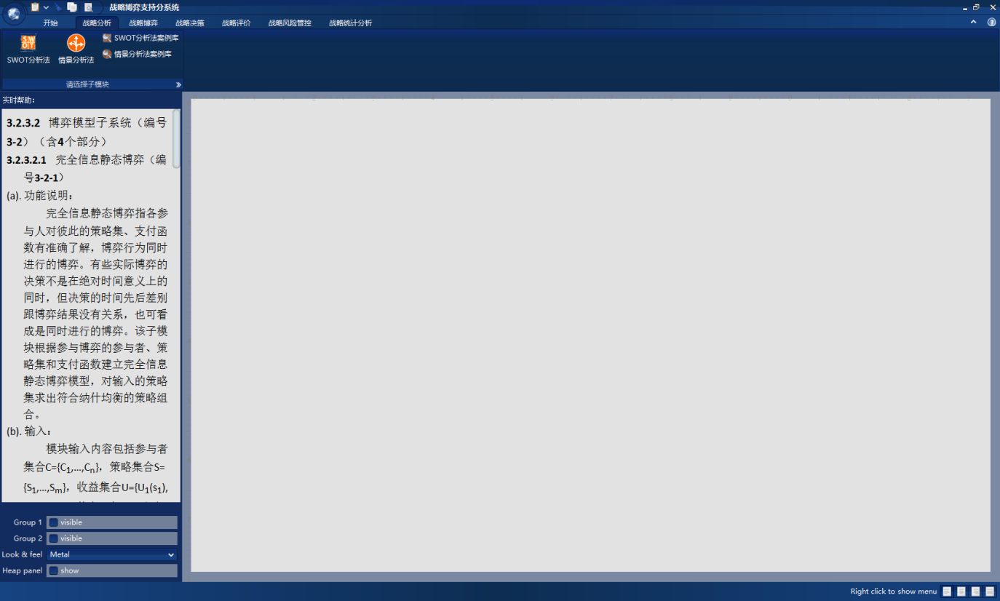 战略博弈支持分系统
开始 战略分析 战略博弈 战略决策 战略评价 战略风险管控 战略统计分析
SWOT分析法 情景分析法
SWOT分析法案例库
情景分析法案例库
请选择子模块
实时帮助:
3.2.3.2 博弈模型子系统（编号
3-2）（含4个部分）
3.2.3.2.1 完全信息静态博弈（编
号3-2-1）
(a). 功能说明：
完全信息静态博弈指各参
与人对彼此的策略集、支付函
数有准确了解，博弈行为同时
进行的博弈。有些实际博弈的
决策不是在绝对时间意义上的
同时，但决策的时间先后差别
跟博弈结果没有关系，也可看
成是同时进行的博弈。该子模
块根据参与博弈的参与者、策
略集和支付函数建立完全信息
静态博弈模型，对输入的策略
集求出符合纳什均衡的策略组
合。
(b). 输入：
模块输入内容包括参与者
集合C={C1,...,Cn}，策略集合S=
{S1,...,Sm}，收益集合U={U1(s1),
Group 1 visible
Group 2 visible
Look & feel Metal
Heap panel show
Right click to show menu